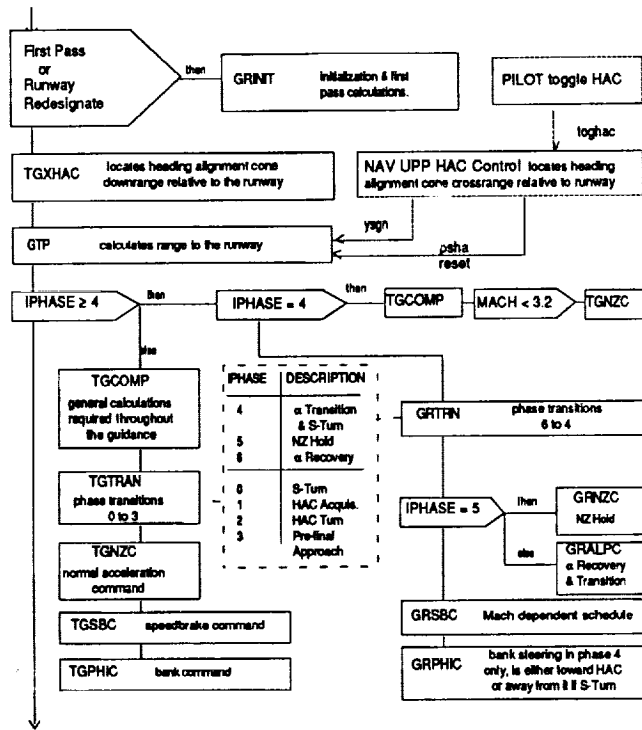 First Pass
or
Runway
Redesignate
then
GRINIT initialization & first
pass calculations.
PILOT toggle HAC
toghac
TGXHAC locates heading alignment cone
downrange relative to the runway
NAV UPP HAC Control locates heading
alignment cone crossrange relative to runway
ysgn
psha
reset
GTP calculates range to the runway
IPHASE ≥ 4
then
IPHASE = 4
then
TGCOMP
MACH < 3.2
TGNZC
else
TGCOMP
general calculations
required throughout
the guidance
TGTRAN
phase transitions
0 to 3
TGNZC
normal acceleration
command
TGSBC speedbrake command
TGPHIC bank command
IPHASE DESCRIPTION
4 α Transition
& S-Turn
5 NZ Hold
6 α Recovery
0 S-Turn
1 HAC Acquis.
2 HAC Turn
3 Pre-final
Approach
GRTRN phase transitions
6 to 4
IPHASE = 5
then
GRNZC
NZ Hold
else
GRALPC
α Recovery
& Transition
GRSBC Mach dependent schedule
GRPHIC bank steering in phase 4
only, is either toward HAC
or away from it if S-Turn